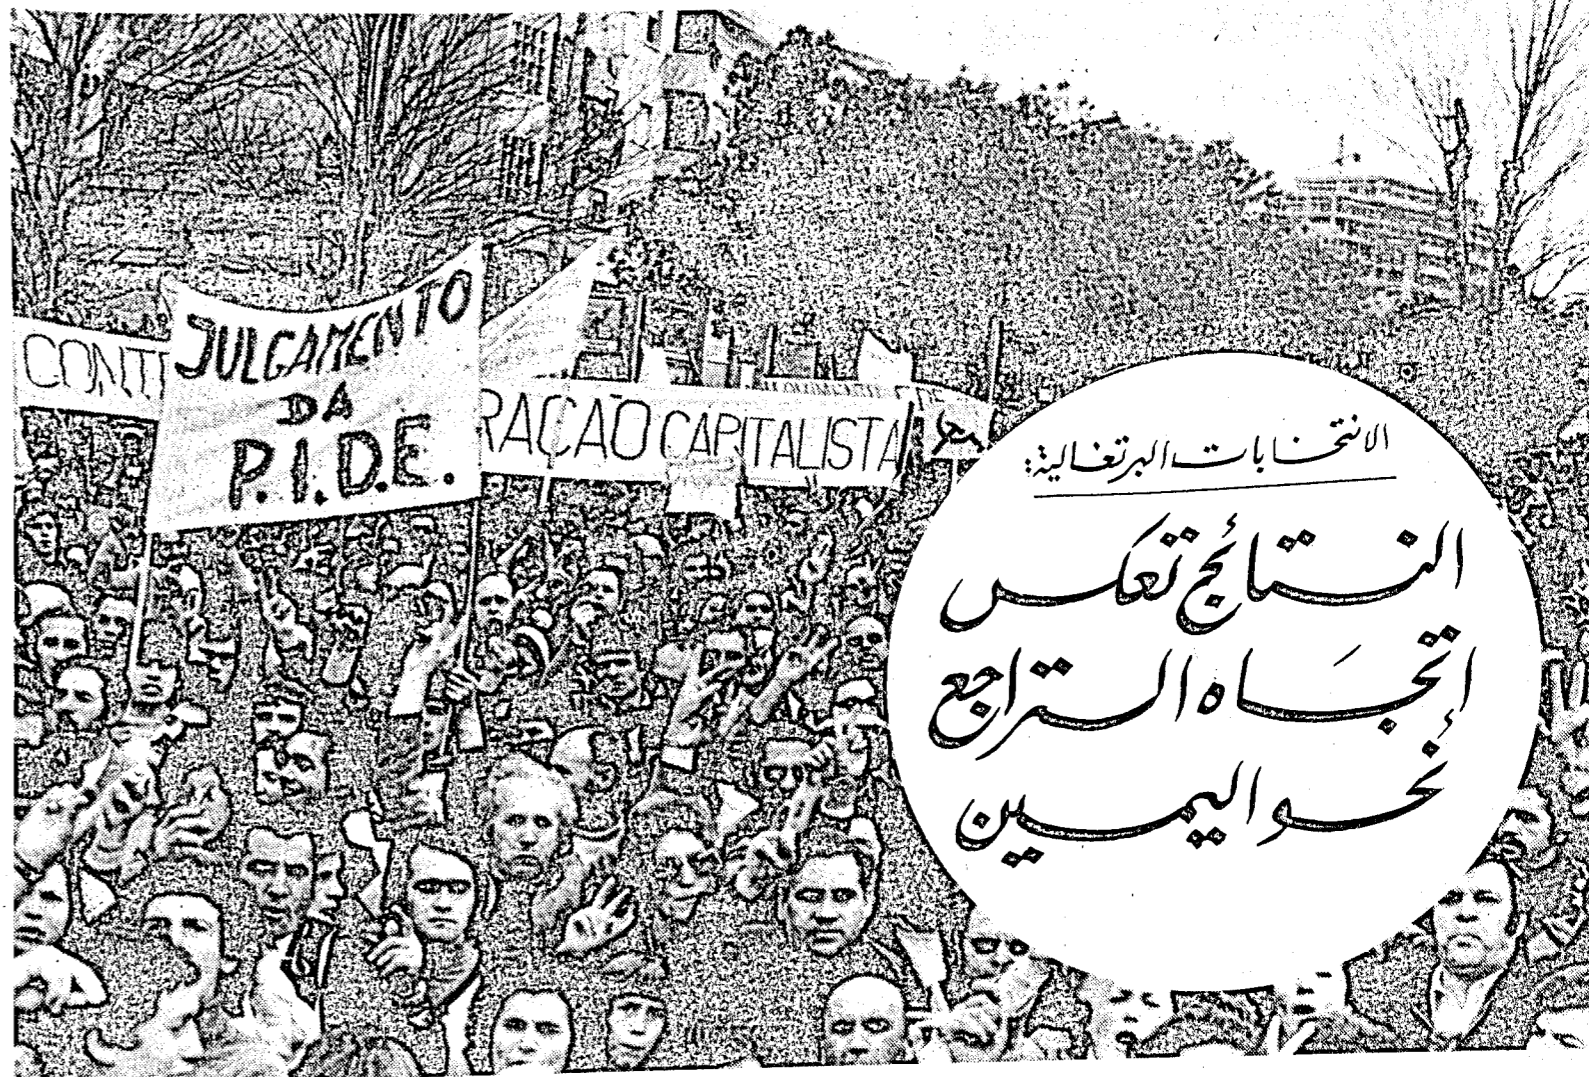 JULGAMENTO
DA
P.I.D.E.
CONT
RAÇÃO CAPITALISTA
الانتخابات البرتغالية:
النتائج تعكس
اتجاه التراجع
نحو اليمين